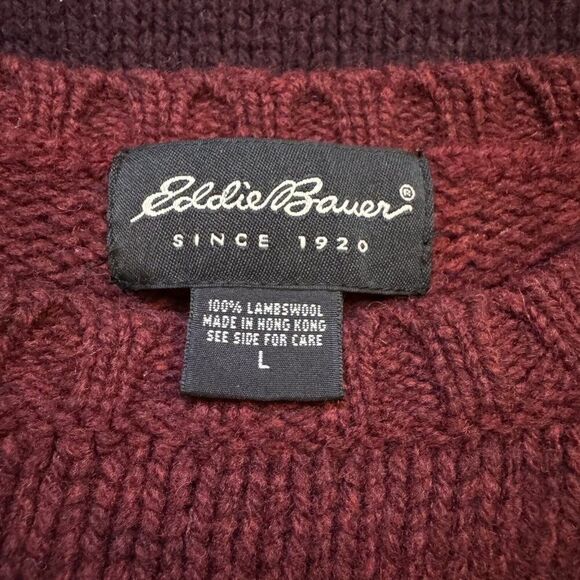 Eddie Bauer®
SINCE 1920
100% LAMBSWOOL
MADE IN HONG KONG
SEE SIDE FOR CARE
L